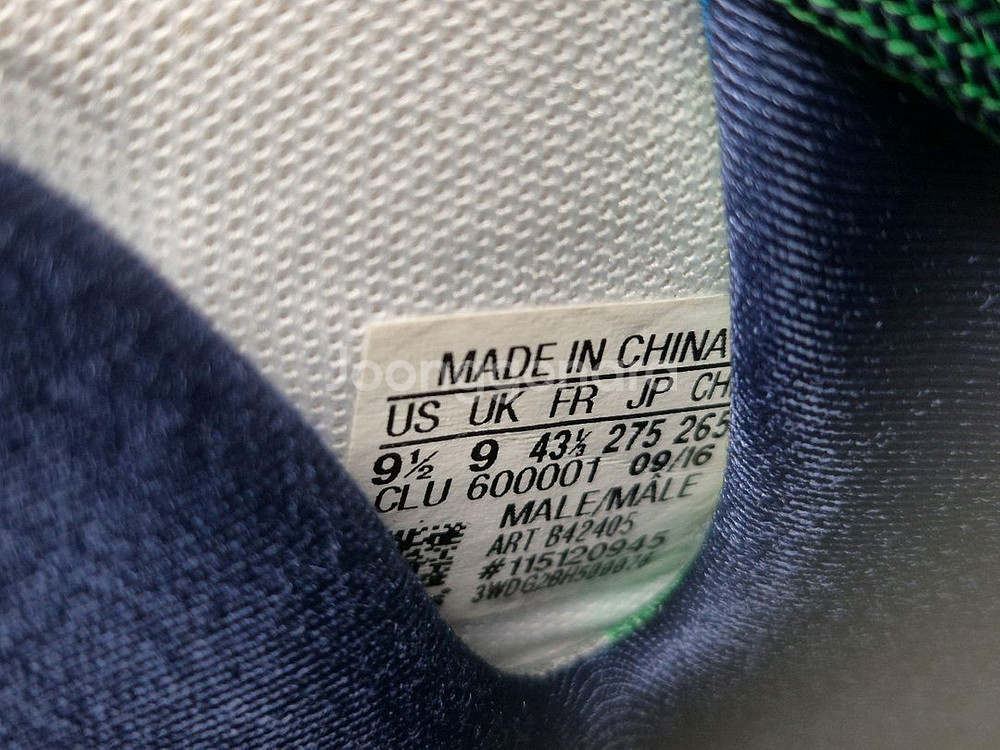 MADE IN CHINA
US UK FR JP CH
9½ 9 43⅓ 275 265
CLU 600001 09/16
MALE/MÂLE
ART B42405
#115120945